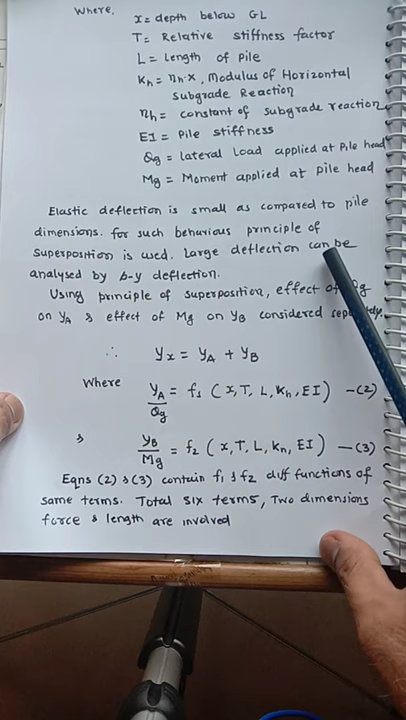 Where,
x = depth below GL
T = Relative stiffness factor
L = length of pile
Kh = ηh·x, Modulus of Horizontal
Subgrade Reaction
ηh = constant of subgrade reaction
EI = Pile stiffness
Qg = lateral load applied at pile head
Mg = Moment applied at pile head
Elastic deflection is small as compared to pile
dimensions. for such behavious principle of
superposition is used. Large deflection can be
analysed by p-y deflection.
Using principle of superposition, effect of Qg
on yA & effect of Mg on yB considered
∴ yx = yA + yB
Where yA/Qg = f1 (x, T, L, Kh, EI) —(2)
& yB/Mg = f2 (x, T, L, Kh, EI) —(3)
Eqns (2) & (3) contain f1 & f2 diff functions of
same terms. Total six terms, Two dimensions
force & length are involved